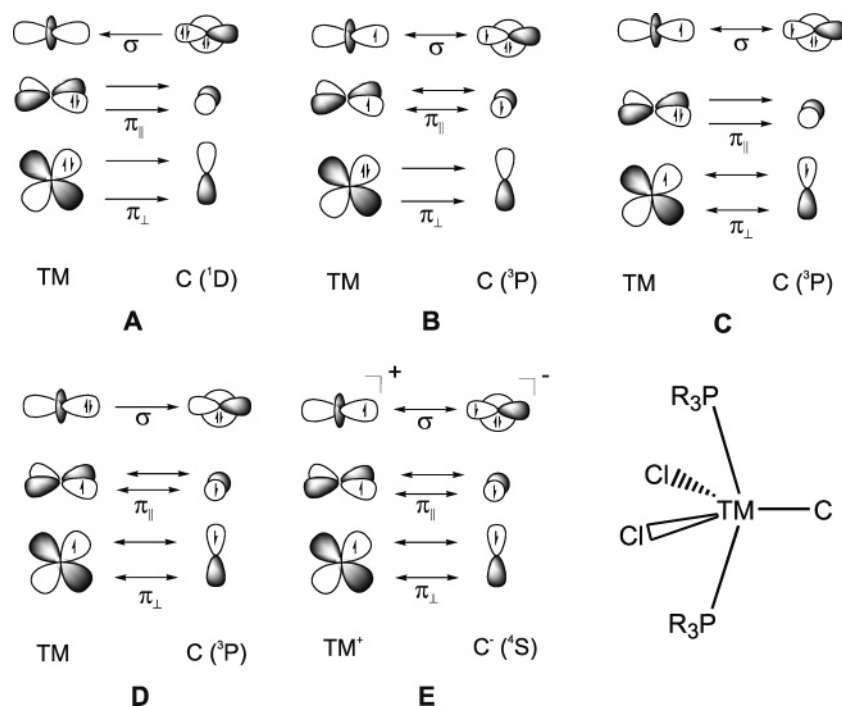 σ
π∥
π⊥
TM C (¹D)
A
σ
π∥
π⊥
TM C (³P)
B
σ
π∥
π⊥
TM C (³P)
C
σ
π∥
π⊥
TM C (³P)
D
+ -
σ
π∥
π⊥
TM⁺ C⁻ (⁴S)
E
R₃P
Cl
TM C
Cl
R₃P